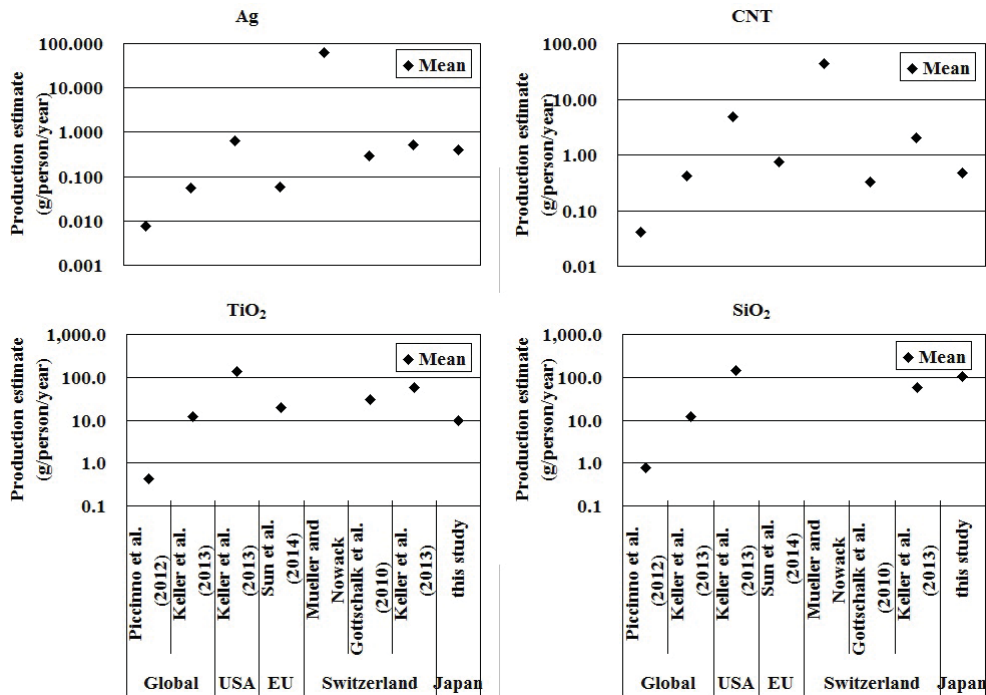 Ag
100.000
10.000
1.000
0.100
0.010
0.001
Production estimate
(g/person/year)
Mean
CNT
100.00
10.00
1.00
0.10
0.01
Production estimate
(g/person/year)
Mean
TiO₂
1,000.0
100.0
10.0
1.0
0.1
Production estimate
(g/person/year)
Mean
SiO₂
1,000.0
100.0
10.0
1.0
0.1
Production estimate
(g/person/year)
Mean
Piccinno et al.
(2012)
Keller et al.
(2013)
Keller et al.
(2013)
Sun et al.
(2014)
Mueller and
Nowack
Gottschalk et al.
(2010)
Keller et al.
(2013)
this study
Global
USA
EU
Switzerland
Japan
Piccinno et al.
(2012)
Keller et al.
(2013)
Keller et al.
(2013)
Sun et al.
(2014)
Mueller and
Nowack
Gottschalk et al.
(2010)
Keller et al.
(2013)
this study
Global
USA
EU
Switzerland
Japan